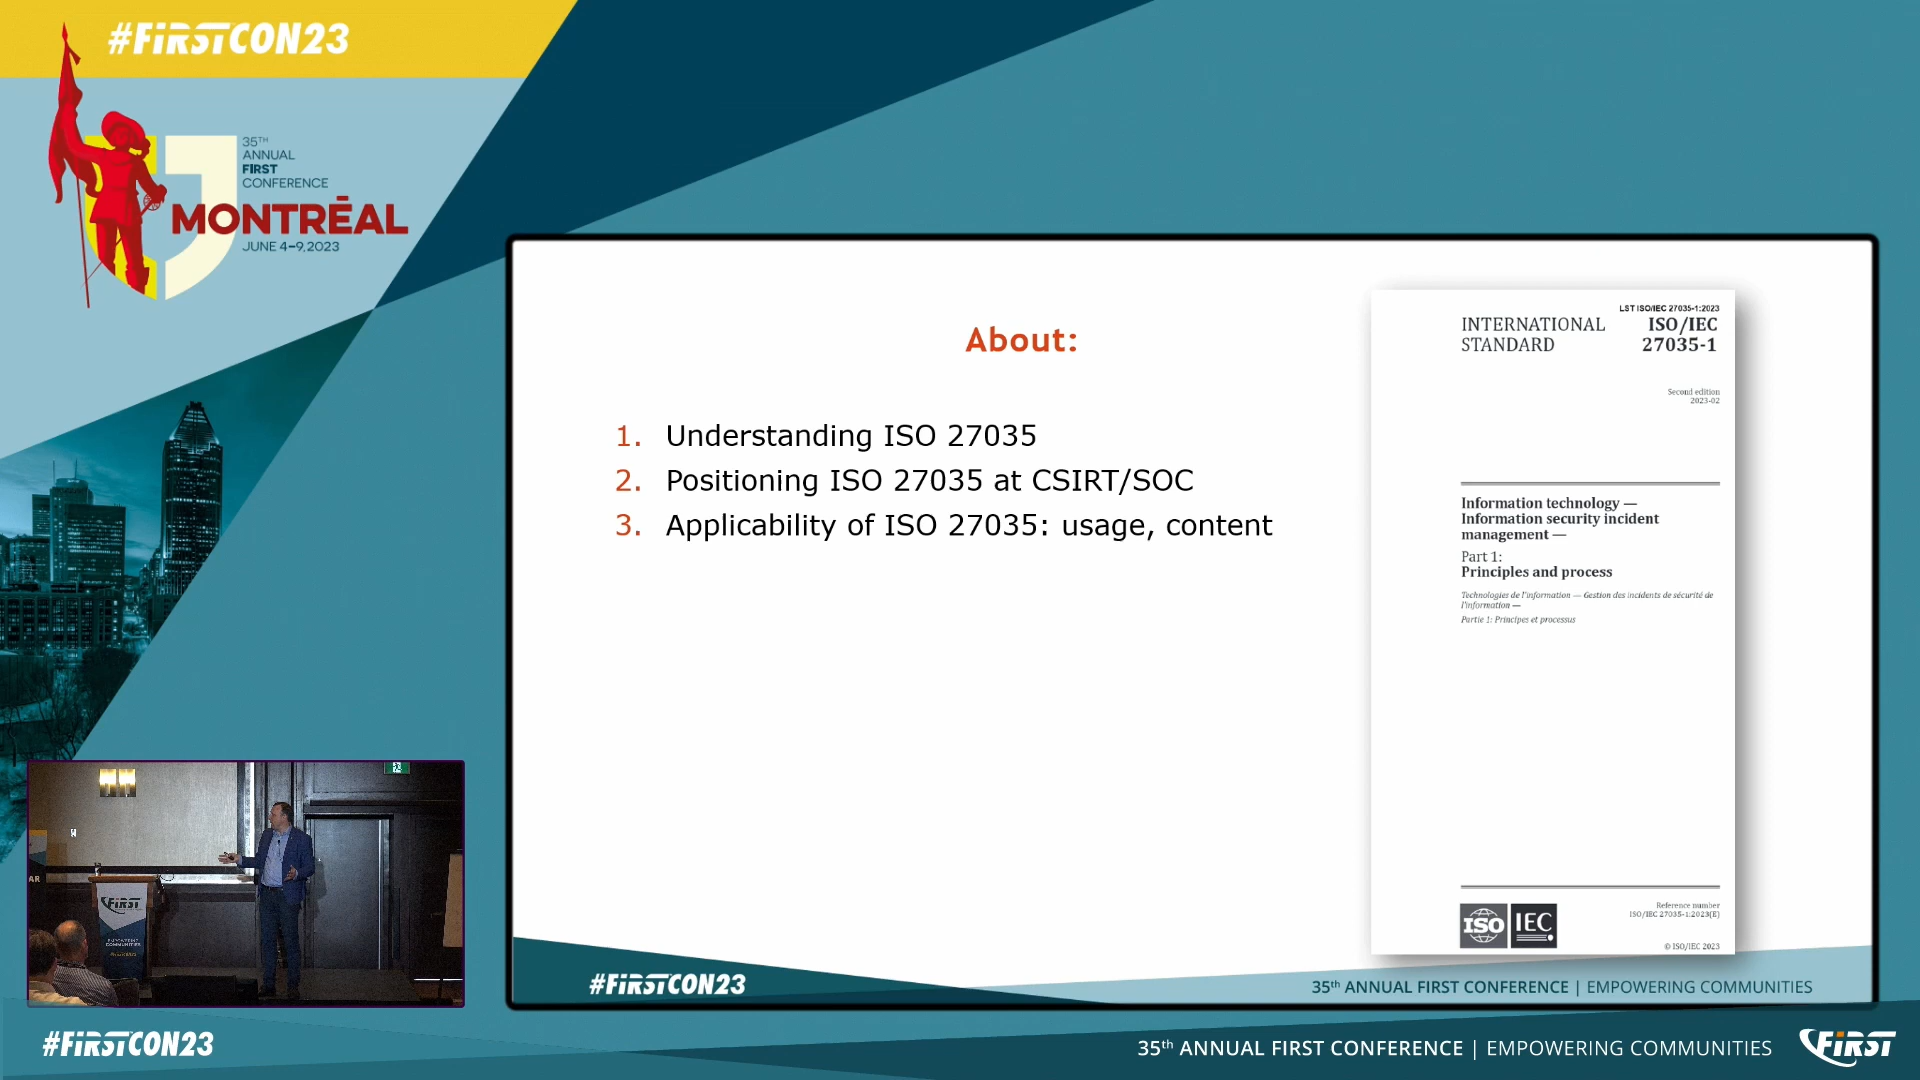 #FiRSTCON23
35TH
ANNUAL
FIRST
CONFERENCE
MONTRÉAL
JUNE 4–9, 2023
About:
1. Understanding ISO 27035
2. Positioning ISO 27035 at CSIRT/SOC
3. Applicability of ISO 27035: usage, content
LST ISO/IEC 27035-1:2023
INTERNATIONAL
STANDARD
ISO/IEC
27035-1
Second edition
2023-02
Information technology —
Information security incident
management —
Part 1:
Principles and process
Technologies de l'information — Gestion des incidents de sécurité de
l'information —
Partie 1: Principes et processus
ISO
IEC
Reference number
ISO/IEC 27035-1:2023(E)
© ISO/IEC 2023
#FiRSTCON23
35th ANNUAL FIRST CONFERENCE | EMPOWERING COMMUNITIES
AR
FiRST
EMPOWERING
COMMUNITIES
#FiRSTCON23
35th ANNUAL FIRST CONFERENCE | EMPOWERING COMMUNITIES
FiRST